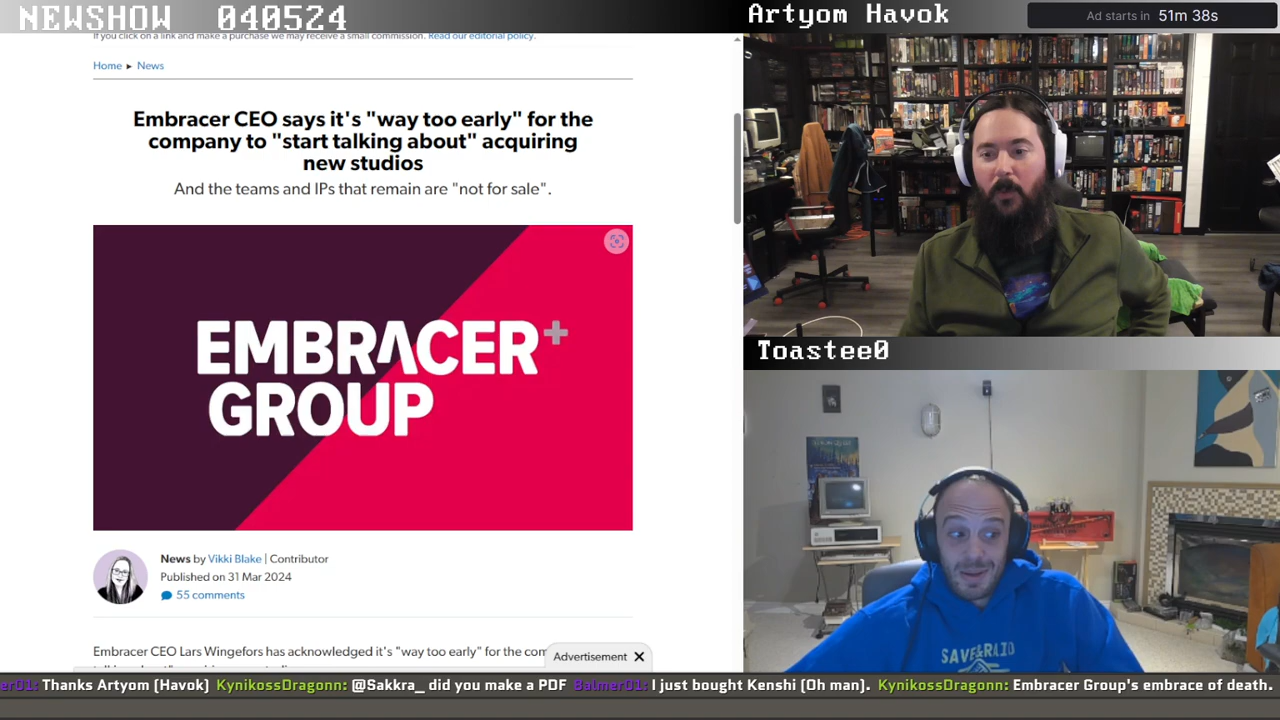 NEWSHOW 040524
Artyom Havok
Ad starts in 51m 38s
If you click on a link and make a purchase we may receive a small commission. Read our editorial policy.
Home ▸ News
Embracer CEO says it's "way too early" for the
company to "start talking about" acquiring
new studios
And the teams and IPs that remain are "not for sale".
EMBRACER+
GROUP
Toastee0
News by Vikki Blake | Contributor
Published on 31 Mar 2024
55 comments
Embracer CEO Lars Wingefors has acknowledged it's "way too early" for the com
Advertisement
er01: Thanks Artyom (Havok) KynikossDragonn: @Sakkra_ did you make a PDF Balmer01: I just bought Kenshi (Oh man). KynikossDragonn: Embracer Group's embrace of death.